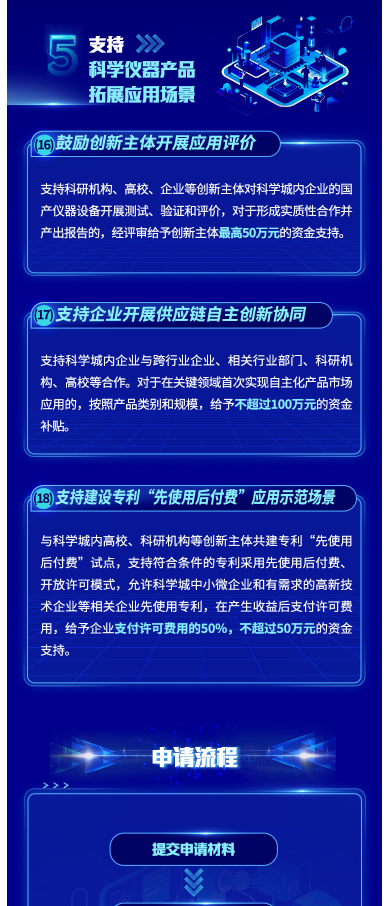 5 支持
科学仪器产品
拓展应用场景
(16) 鼓励创新主体开展应用评价
支持科研机构、高校、企业等创新主体对科学城内企业的国
产仪器设备开展测试、验证和评价，对于形成实质性合作并
产出报告的，经评审给予创新主体最高50万元的资金支持。
(17) 支持企业开展供应链自主创新协同
支持科学城内企业与跨行业企业、相关行业部门、科研机
构、高校等合作。对于在关键领域首次实现自主化产品市场
应用的，按照产品类别和规模，给予不超过100万元的资金
补贴。
(18) 支持建设专利“先使用后付费”应用示范场景
与科学城内高校、科研机构等创新主体共建专利“先使用
后付费”试点，支持符合条件的专利采用先使用后付费、
开放许可模式，允许科学城中小微企业和有需求的高新技
术企业等相关企业先使用专利，在产生收益后支付许可费
用，给予企业支付许可费用的50%，不超过50万元的资金
支持。
申请流程
提交申请材料